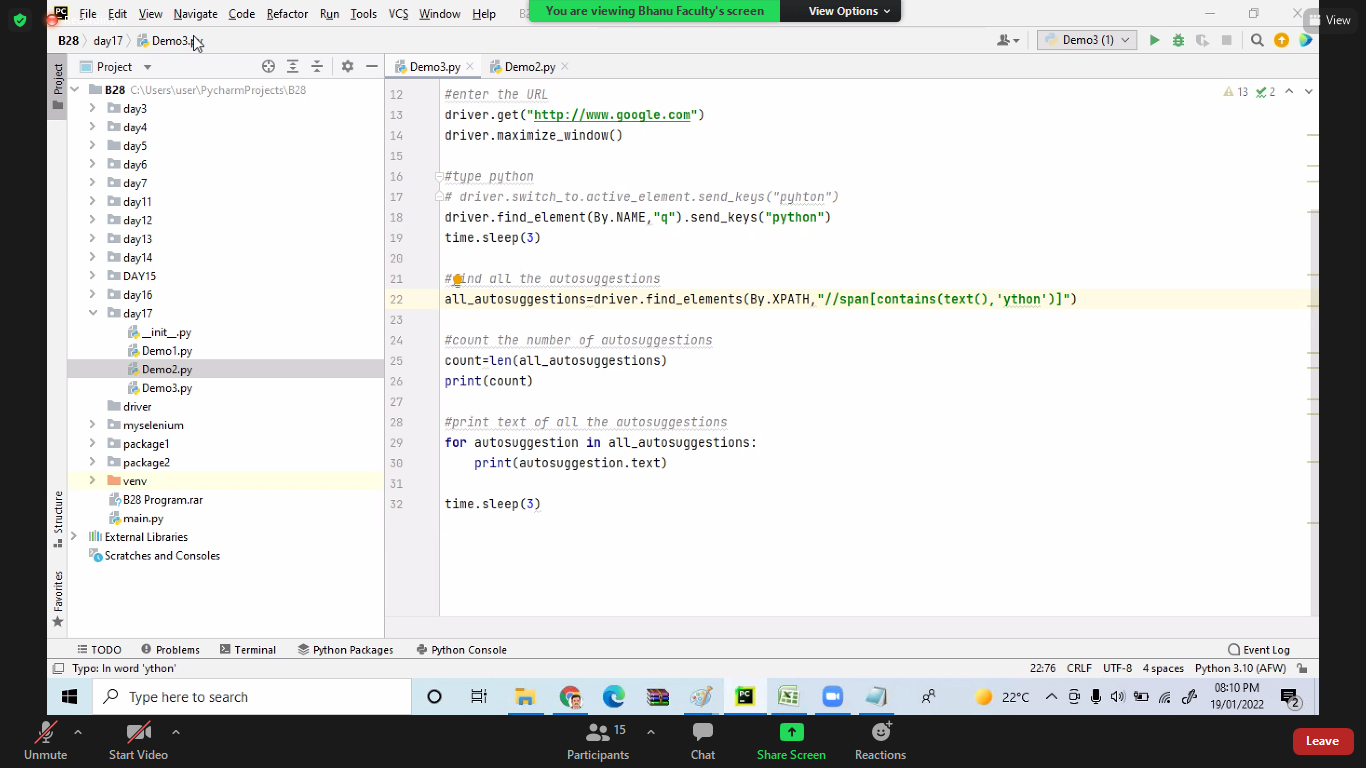 You are viewing Bhanu Faculty's screen
View Options
View
File Edit View Navigate Code Refactor Run Tools VCS Window Help
B28 day17 Demo3.py
Demo3 (1)
Project
Demo3.py
Demo2.py
B28 C:\Users\user\PycharmProjects\B28
day3
day4
day5
day6
day7
day11
day12
day13
day14
DAY15
day16
day17
__init__.py
Demo1.py
Demo2.py
Demo3.py
driver
myselenium
package1
package2
venv
B28 Program.rar
main.py
External Libraries
Scratches and Consoles
Project
Structure
Favorites
13 2
12 #enter the URL
13 driver.get("http://www.google.com")
14 driver.maximize_window()
15
16 #type python
17 # driver.switch_to.active_element.send_keys("pyhton")
18 driver.find_element(By.NAME,"q").send_keys("python")
19 time.sleep(3)
20
21 #find all the autosuggestions
22 all_autosuggestions=driver.find_elements(By.XPATH,"//span[contains(text(),'ython')]")
23
24 #count the number of autosuggestions
25 count=len(all_autosuggestions)
26 print(count)
27
28 #print text of all the autosuggestions
29 for autosuggestion in all_autosuggestions:
30 print(autosuggestion.text)
31
32 time.sleep(3)
TODO Problems Terminal Python Packages Python Console Event Log
Typo: In word 'ython' 22:76 CRLF UTF-8 4 spaces Python 3.10 (AFW)
Type here to search
22°C
08:10 PM
19/01/2022
2
Unmute
Start Video
Participants 15
Chat
Share Screen
Reactions
Leave